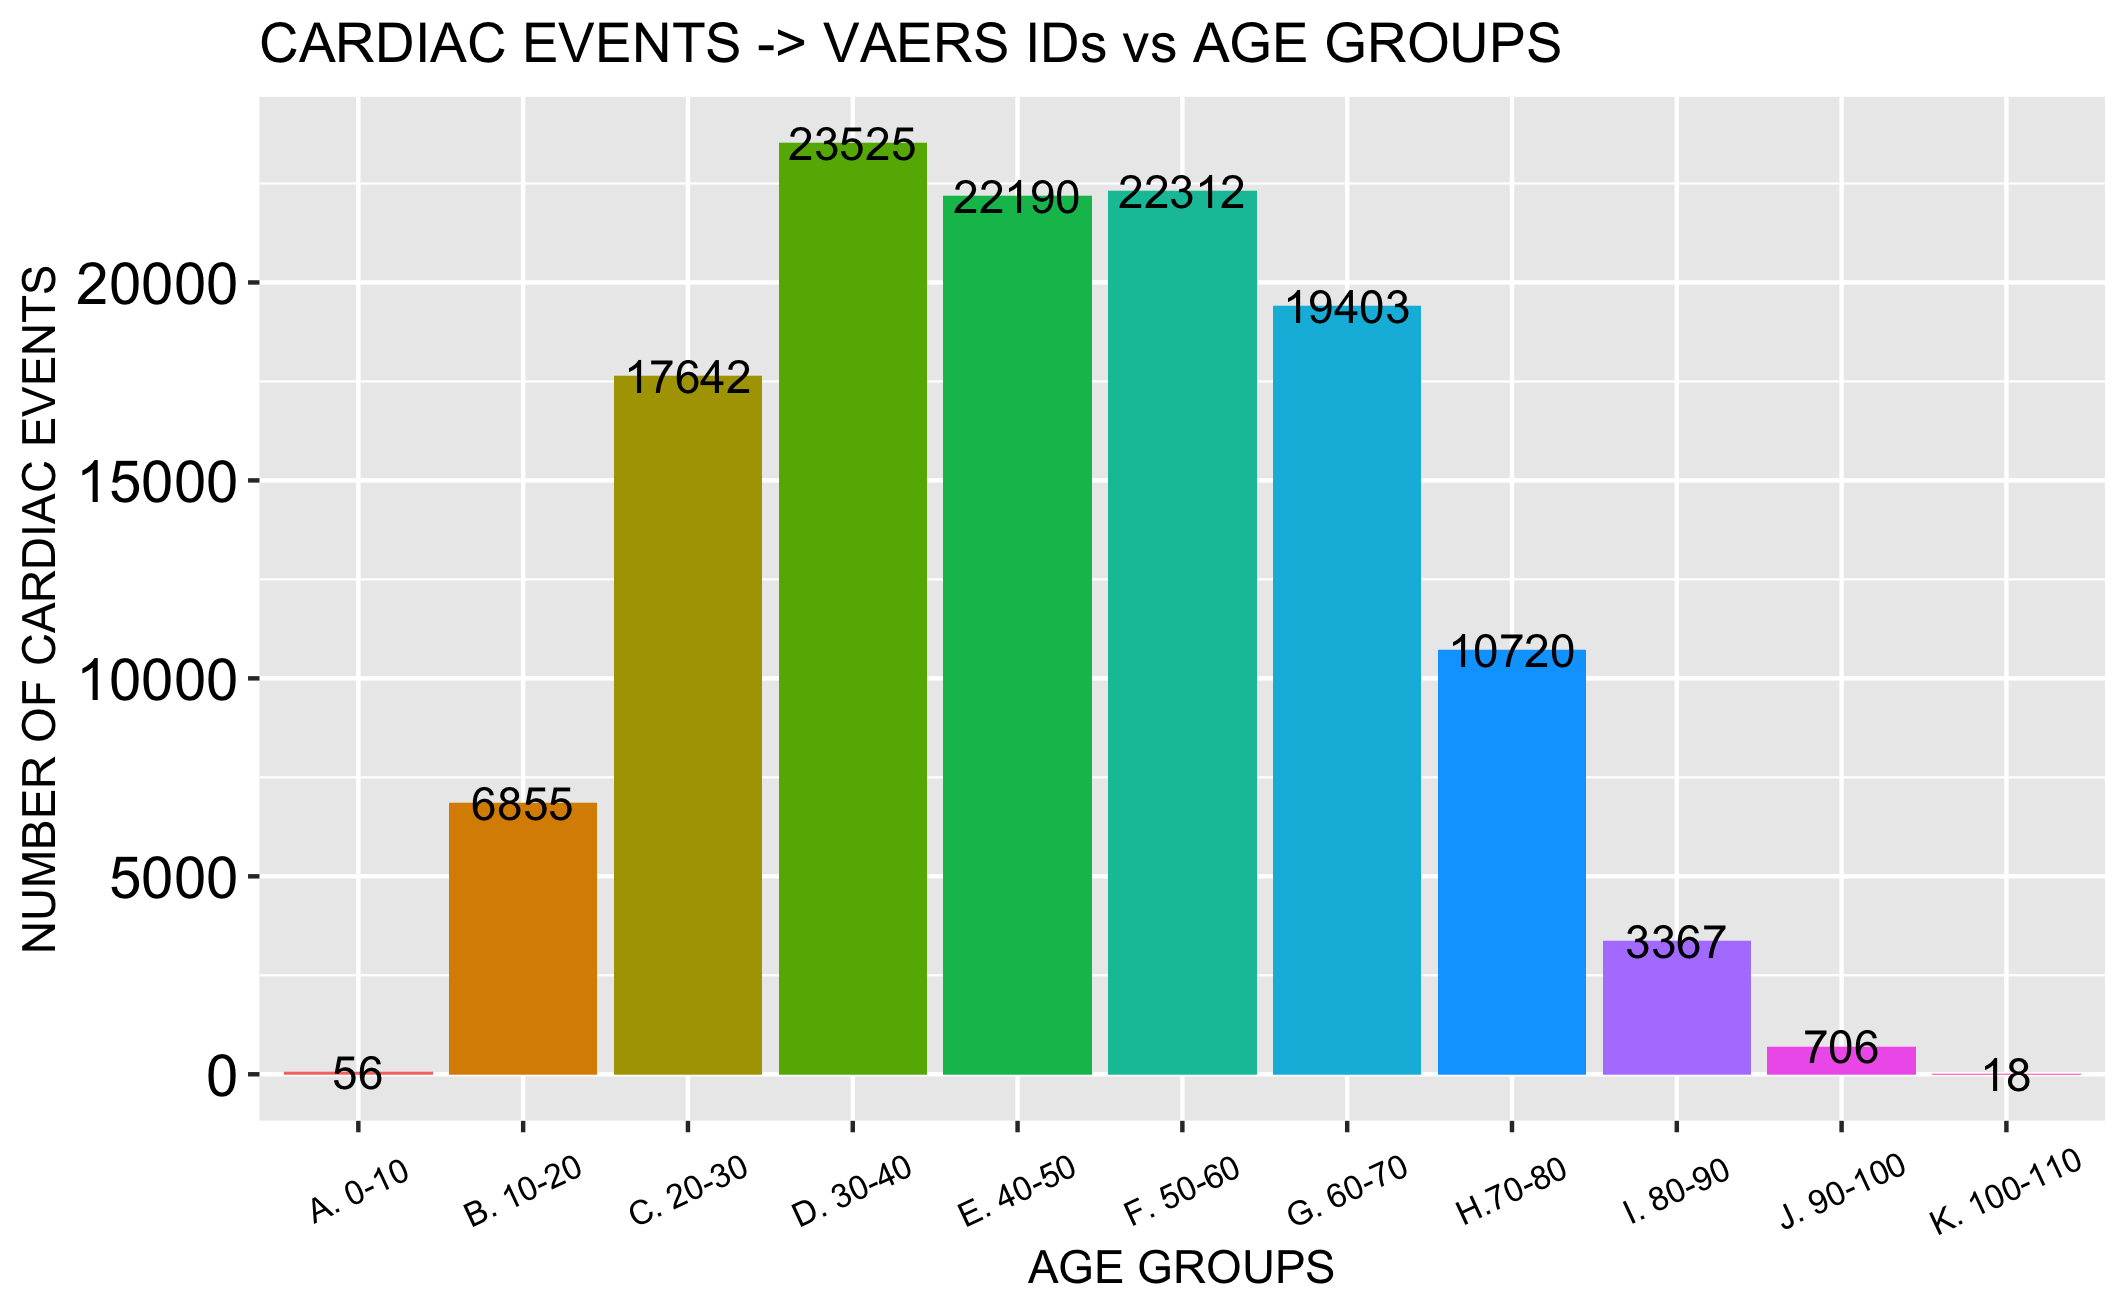 CARDIAC EVENTS -> VAERS IDs vs AGE GROUPS
NUMBER OF CARDIAC EVENTS
20000
15000
10000
5000
0
56
6855
17642
23525
22190
22312
19403
10720
3367
706
18
A. 0-10
B. 10-20
C. 20-30
D. 30-40
E. 40-50
F. 50-60
G. 60-70
H.70-80
I. 80-90
J. 90-100
K. 100-110
AGE GROUPS